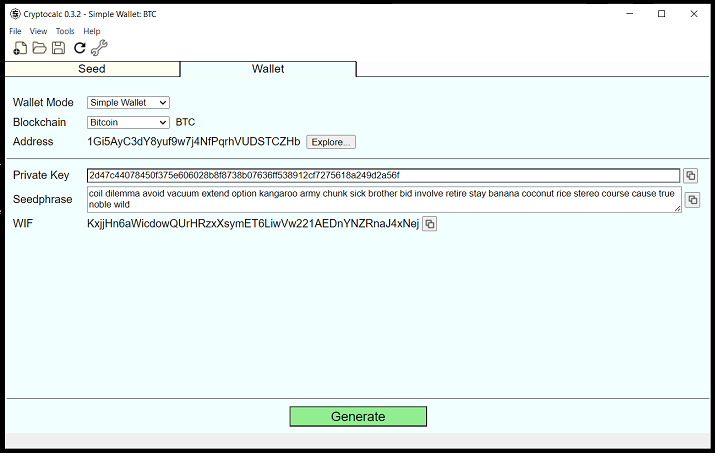 Cryptocalc 0.3.2 - Simple Wallet: BTC
File View Tools Help
Seed Wallet
Wallet Mode Simple Wallet
Blockchain Bitcoin BTC
Address 1Gi5AyC3dY8yuf9w7j4NfPqrhVUDSTCZHb Explore...
Private Key 2d47c44078450f375e606028b8f8738b07636ff538912cf7275618a249d2a56f
Seedphrase coil dilemma avoid vacuum extend option kangaroo army chunk sick brother bid involve retire stay banana coconut rice stereo course cause true
noble wild
WIF KxjjHn6aWicdowQUrHRzxXsymET6LiwVw221AEDnYNZRnaJ4xNej
Generate